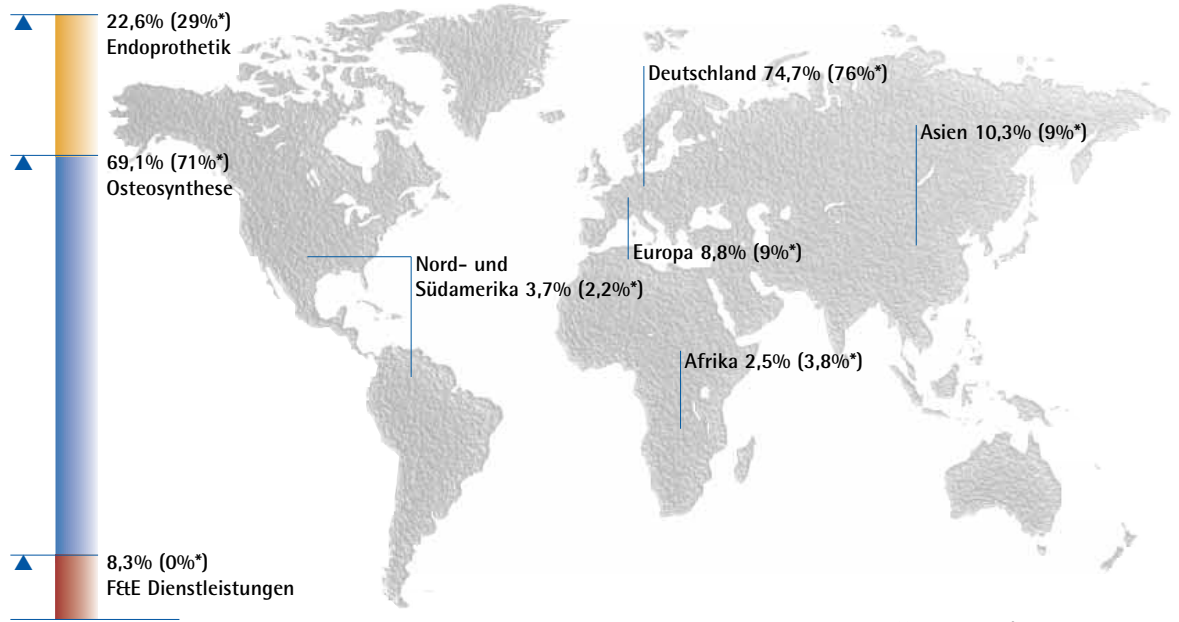 22,6% (29%*)
Endoprothetik
69,1% (71%*)
Osteosynthese
8,3% (0%*)
F&E Dienstleistungen
Deutschland 74,7% (76%*)
Asien 10,3% (9%*)
Europa 8,8% (9%*)
Nord- und
Südamerika 3,7% (2,2%*)
Afrika 2,5% (3,8%*)